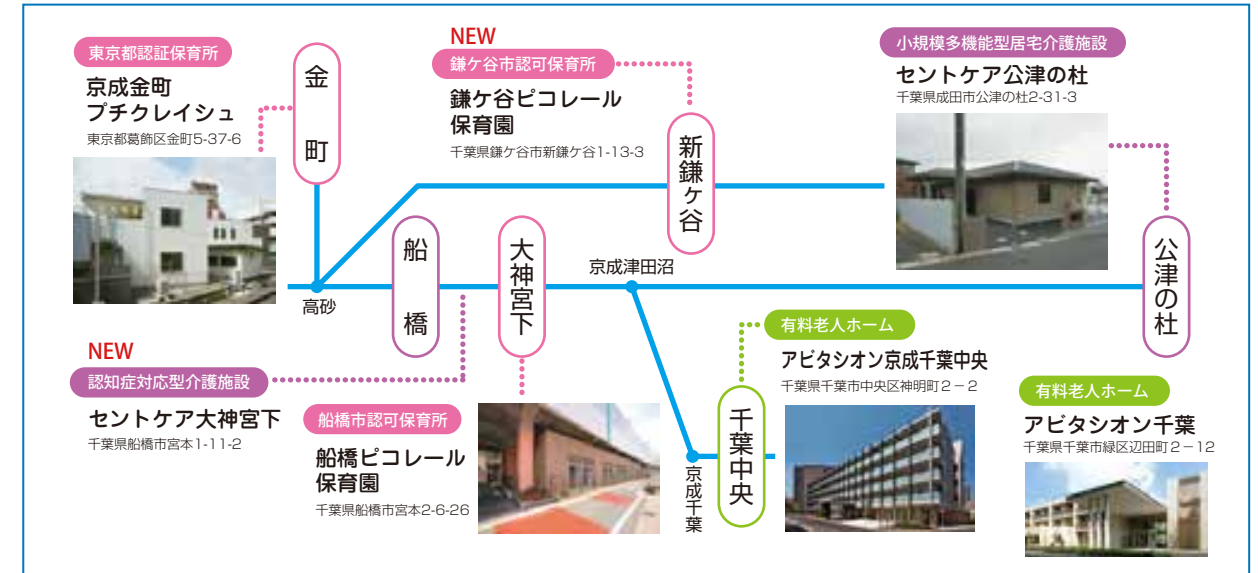 東京都認証保育所
京成金町
プチクレイシュ
東京都葛飾区金町5-37-6
金町
NEW
鎌ケ谷市認可保育所
鎌ケ谷ピコレール
保育園
千葉県鎌ケ谷市新鎌ケ谷1-13-3
新鎌ヶ谷
小規模多機能型居宅介護施設
セントケア公津の杜
千葉県成田市公津の杜2-31-3
公津の杜
高砂
船橋
大神宮下
京成津田沼
NEW
認知症対応型介護施設
セントケア大神宮下
千葉県船橋市宮本1-11-2
船橋市認可保育所
船橋ピコレール
保育園
千葉県船橋市宮本2-6-26
京成千葉
千葉中央
有料老人ホーム
アビタシオン京成千葉中央
千葉県千葉市中央区神明町2－2
有料老人ホーム
アビタシオン千葉
千葉県千葉市緑区辺田町2－12